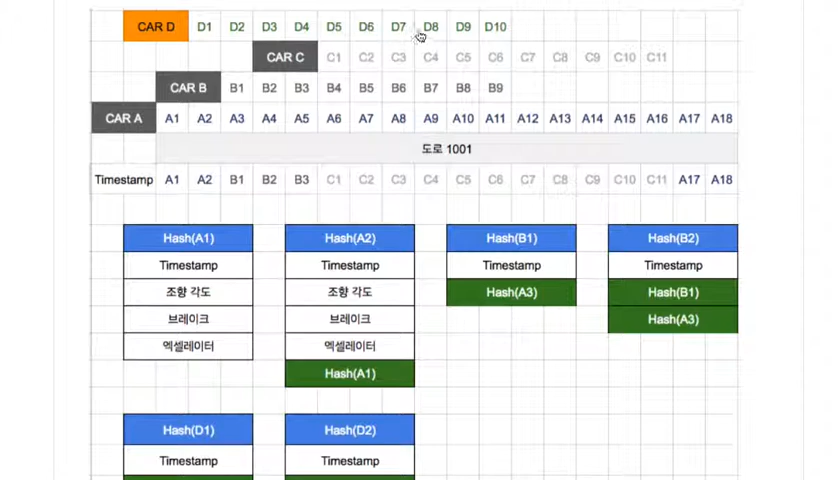 CAR D D1 D2 D3 D4 D5 D6 D7 D8 D9 D10
CAR C C1 C2 C3 C4 C5 C6 C7 C8 C9 C10 C11
CAR B B1 B2 B3 B4 B5 B6 B7 B8 B9
CAR A A1 A2 A3 A4 A5 A6 A7 A8 A9 A10 A11 A12 A13 A14 A15 A16 A17 A18
도로 1001
Timestamp A1 A2 B1 B2 B3 C1 C2 C3 C4 C5 C6 C7 C8 C9 C10 C11 A17 A18
Hash(A1) Hash(A2) Hash(B1) Hash(B2)
Timestamp Timestamp Timestamp Timestamp
조향 각도 조향 각도 Hash(A3) Hash(B1)
브레이크 브레이크 Hash(A3)
엑셀레이터 엑셀레이터
Hash(A1)
Hash(D1) Hash(D2)
Timestamp Timestamp